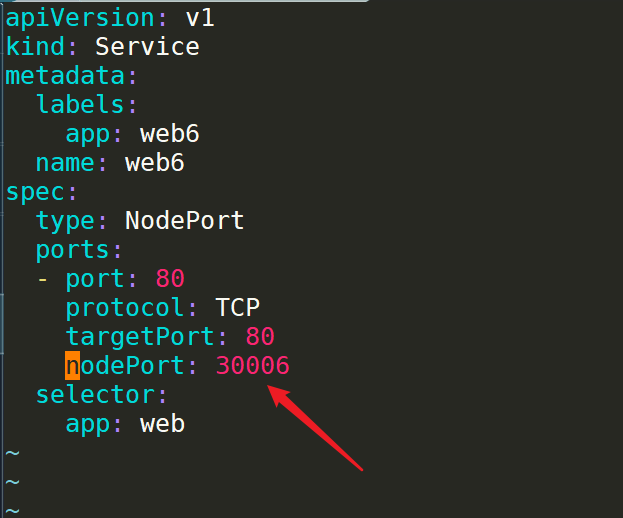 apiVersion: v1
kind: Service
metadata:
  labels:
    app: web6
  name: web6
spec:
  type: NodePort
  ports:
  - port: 80
    protocol: TCP
    targetPort: 80
    nodePort: 30006
  selector:
    app: web
~
~
~